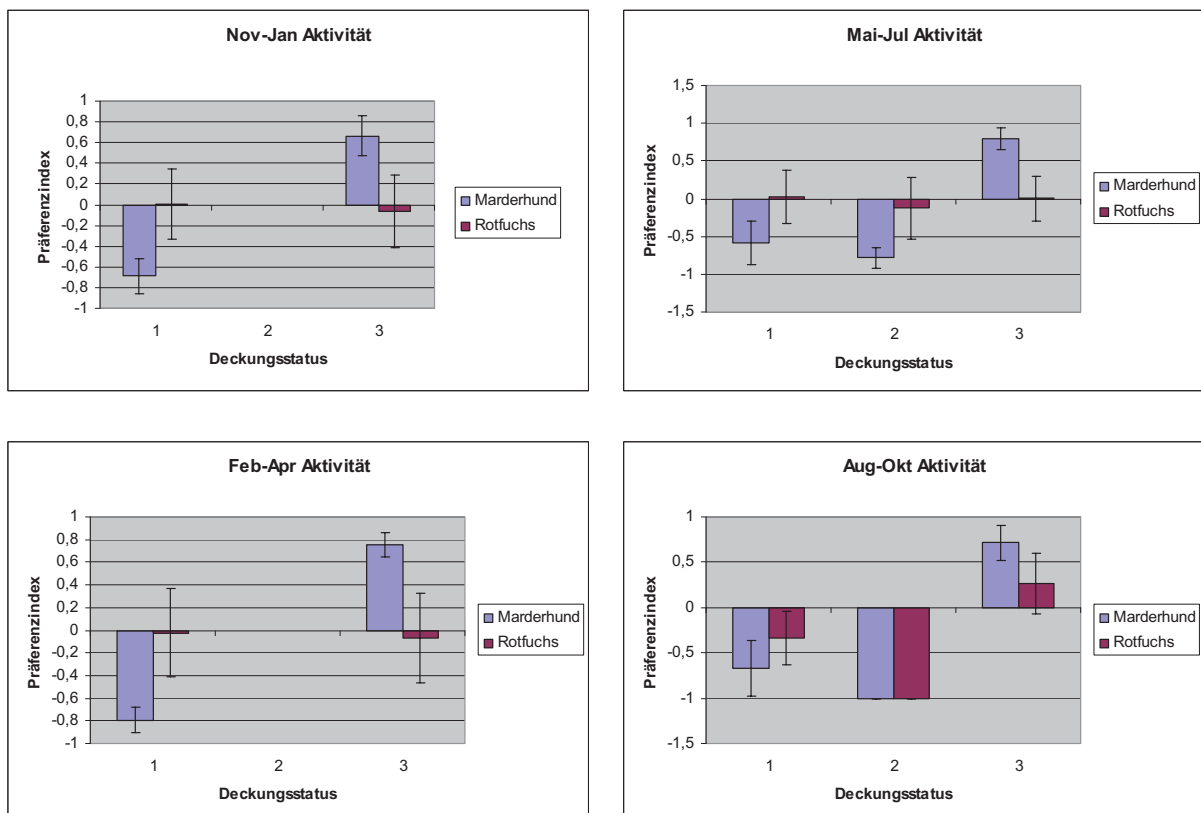 Nov-Jan Aktivität
1
0,8
0,6
0,4
0,2
0
-0,2
-0,4
-0,6
-0,8
-1
Präferenzindex
1 2 3
Deckungsstatus
Marderhund
Rotfuchs
Mai-Jul Aktivität
1,5
1
0,5
0
-0,5
-1
-1,5
Präferenzindex
1 2 3
Deckungsstatus
Marderhund
Rotfuchs
Feb-Apr Aktivität
1
0,8
0,6
0,4
0,2
0
-0,2
-0,4
-0,6
-0,8
-1
Präferenzindex
1 2 3
Deckungsstatus
Marderhund
Rotfuchs
Aug-Okt Aktivität
1
0,5
0
-0,5
-1
-1,5
Präferenzindex
1 2 3
Deckungsstatus
Marderhund
Rotfuchs